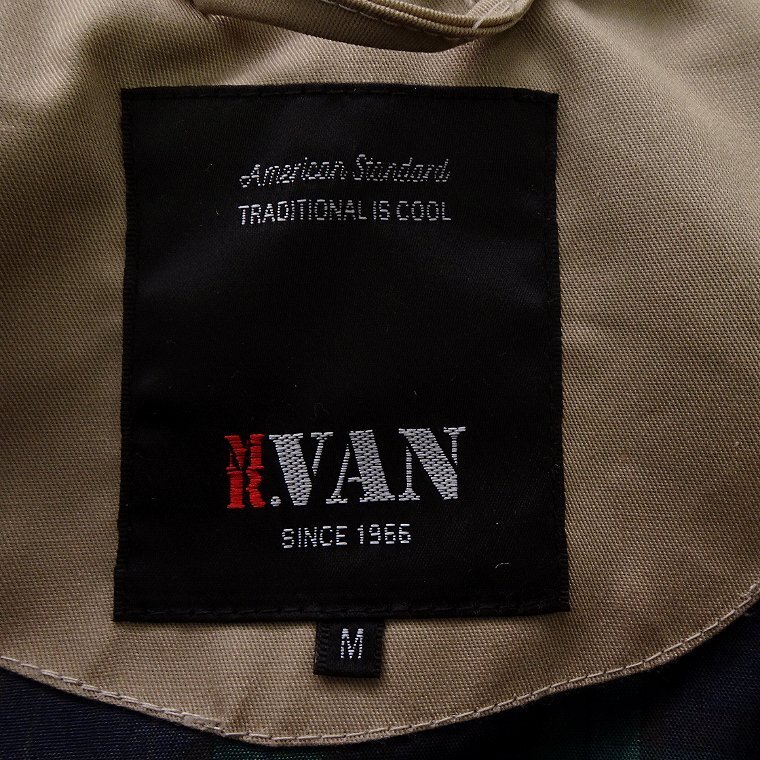 American Standard
TRADITIONAL IS COOL
MR.VAN
SINCE 1966
M